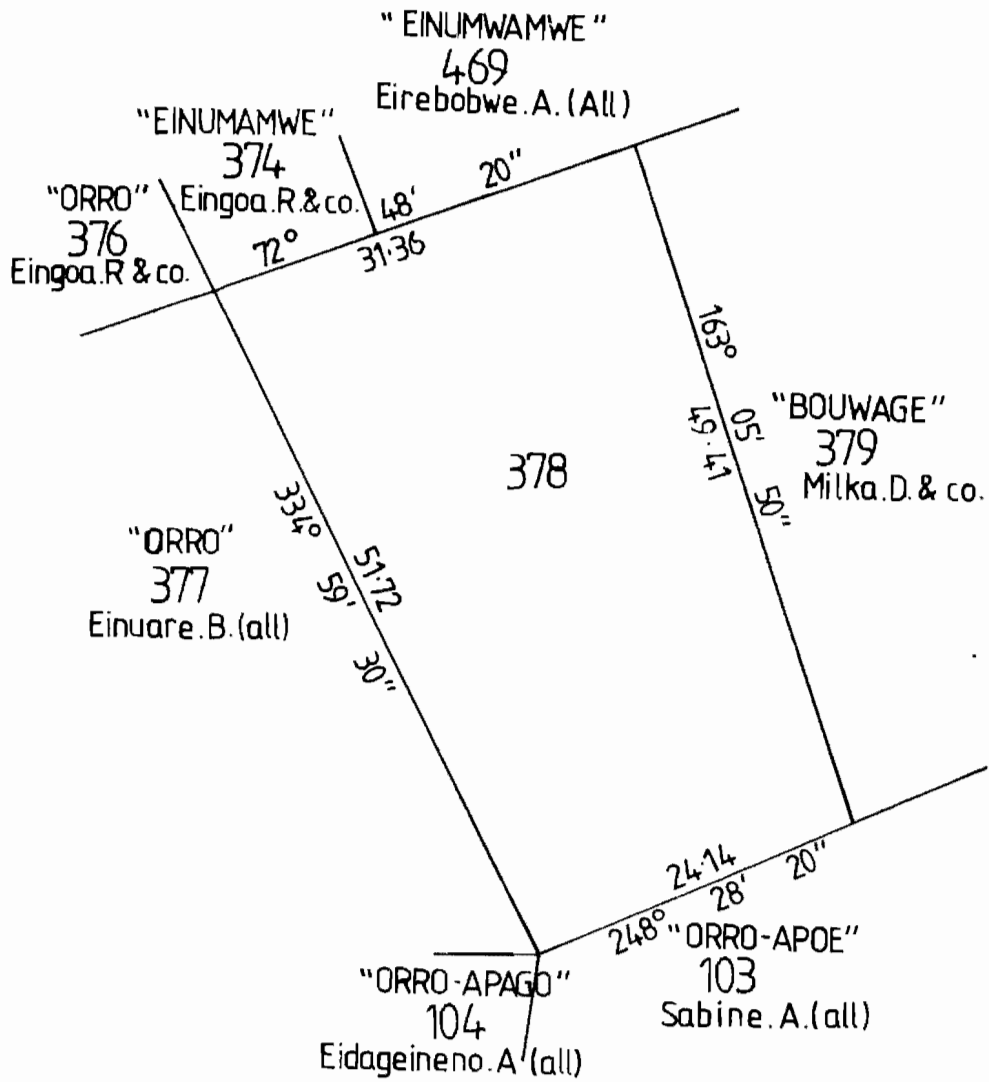 "EINUMWAMWE"
469
Eirebobwe.A.(All)
"EINUMAMWE"
374
Eingoa.R.&co.
"ORRO"
376
Eingoa.R & co.
72° 48' 20"
31·36
163° 05' 50"
49·41
"BOUWAGE"
379
Milka.D.& co.
378
334° 59' 30"
51·72
"ORRO"
377
Einuare.B.(all)
24·14
248° 28' 20"
"ORRO-APOE"
103
Sabine.A.(all)
"ORRO-APAGO"
104
Eidageineno.A (all)